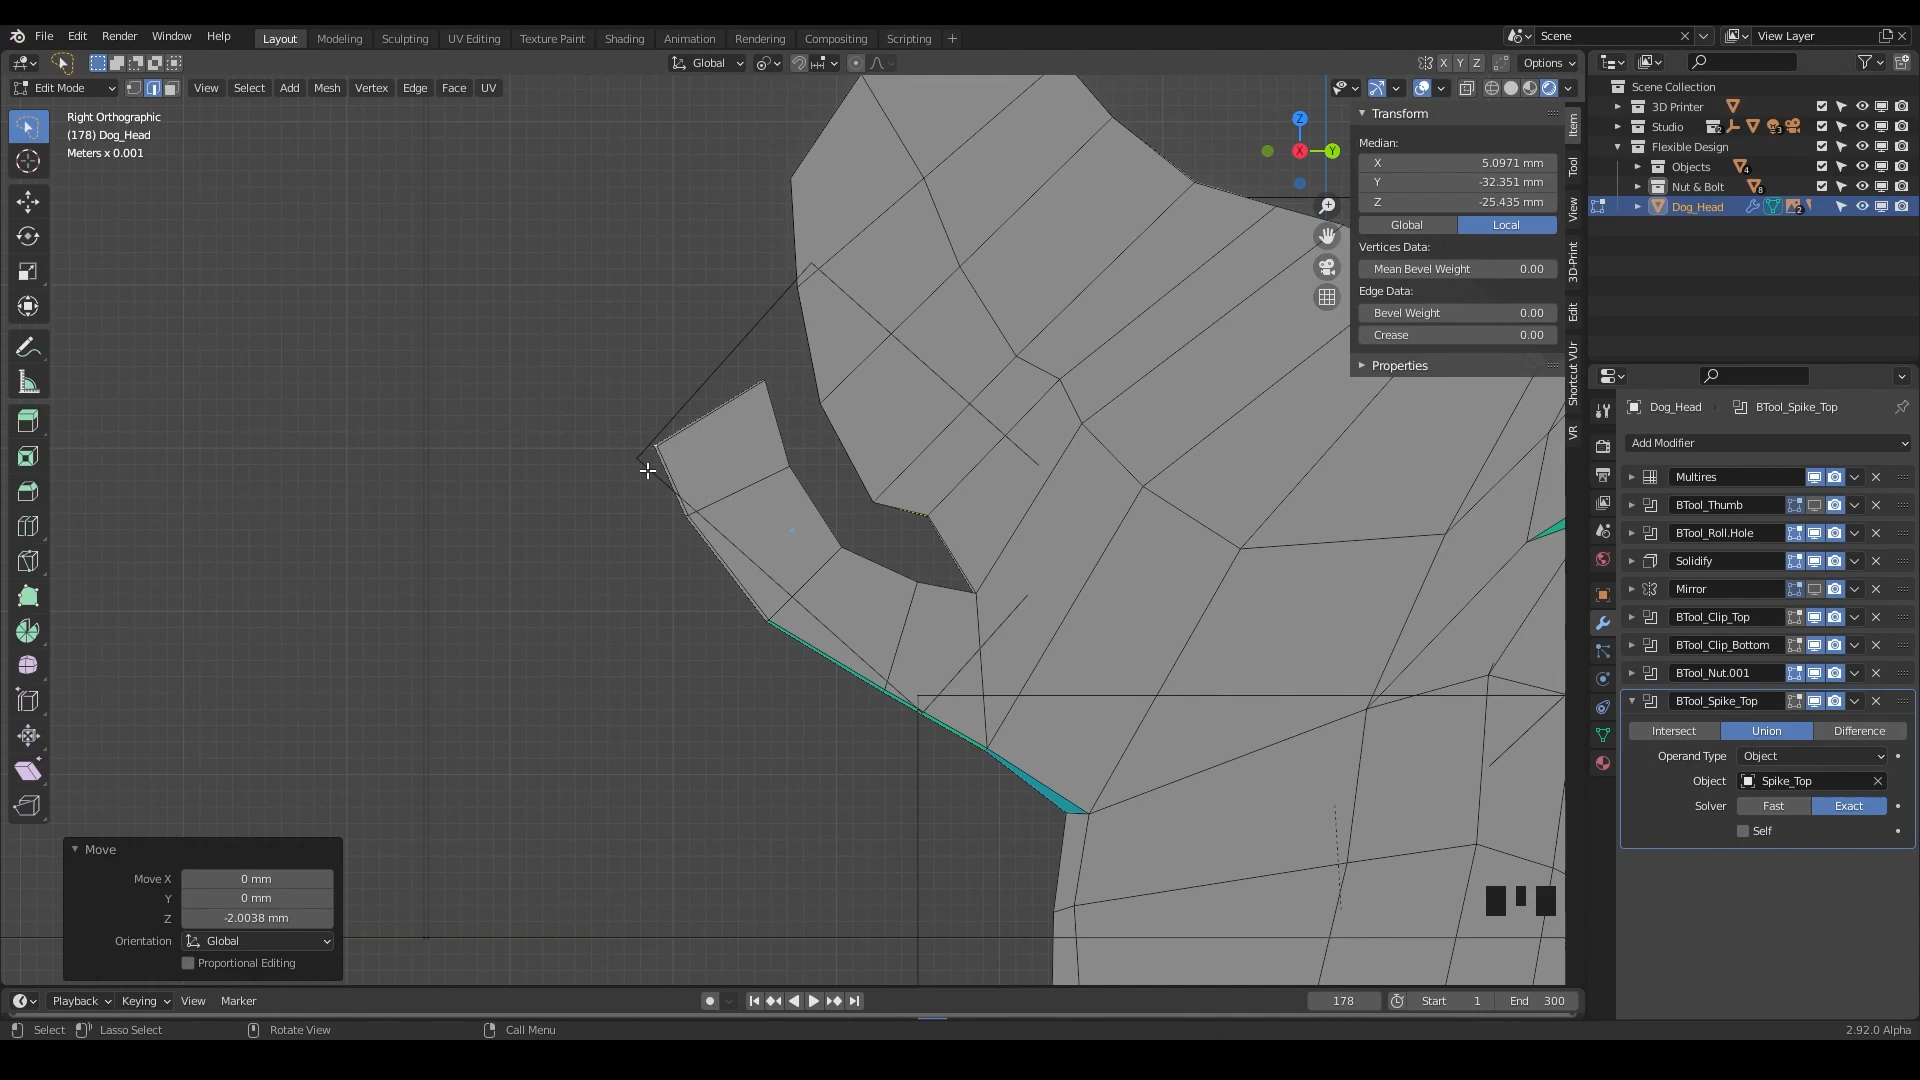 File Edit Render Window Help
Layout Modeling Sculpting UV Editing Texture Paint Shading Animation Rendering Compositing Scripting +
Scene
View Layer
Global
X Y Z
Options
Edit Mode
View Select Add Mesh Vertex Edge Face UV
Right Orthographic
(178) Dog_Head
Meters x 0.001
Z
X
Y
Transform
Median:
X 5.0971 mm
Y -32.351 mm
Z -25.435 mm
Global Local
Vertices Data:
Mean Bevel Weight 0.00
Edge Data:
Bevel Weight 0.00
Crease 0.00
Properties
Item
Tool
View
3D-Print
Edit
Shortcut VUr
VR
Scene Collection
3D Printer
Studio 2 3
Flexible Design
Objects 4
Nut & Bolt 8
Dog_Head 2
Dog_Head
BTool_Spike_Top
Add Modifier
Multires
BTool_Thumb
BTool_Roll.Hole
Solidify
Mirror
BTool_Clip_Top
BTool_Clip_Bottom
BTool_Nut.001
BTool_Spike_Top
Intersect Union Difference
Operand Type Object
Object Spike_Top
Solver Fast Exact
Self
Move
Move X 0 mm
Y 0 mm
Z -2.0038 mm
Orientation Global
Proportional Editing
Playback Keying View Marker
178
Start 1
End 300
Select
Lasso Select
Rotate View
Call Menu
2.92.0 Alpha